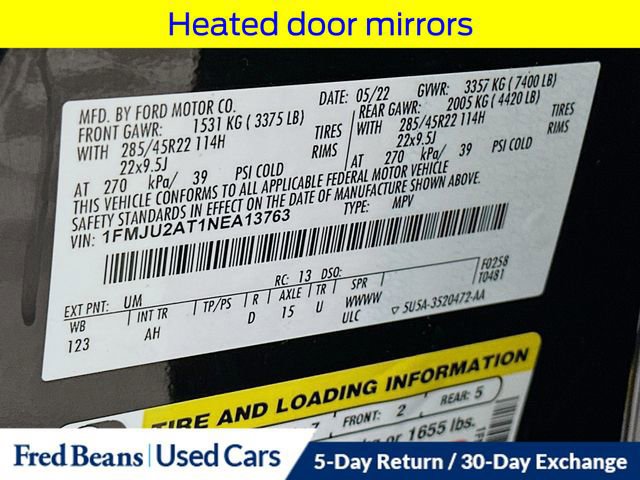 Heated door mirrors
MFD. BY FORD MOTOR CO.
DATE: 05/22 GVWR: 3357 KG ( 7400 LB)
FRONT GAWR: 1531 KG ( 3375 LB) REAR GAWR: 2005 KG ( 4420 LB)
WITH 285/45R22 114H TIRES WITH 285/45R22 114H TIRES
22x9.5J RIMS 22x9.5J RIMS
AT 270 kPa/ 39 PSI COLD AT 270 kPa/ 39 PSI COLD
THIS VEHICLE CONFORMS TO ALL APPLICABLE FEDERAL MOTOR VEHICLE
SAFETY STANDARDS IN EFFECT ON THE DATE OF MANUFACTURE SHOWN ABOVE.
VIN: 1FMJU2AT1NEA13763 TYPE: MPV
F0258
T0481
EXT PNT: UM RC: 13 DSO:
WB INT TR TP/PS R AXLE TR SPR
123 AH D 15 U WWWW
ULC
5U5A-3520472-AA
TIRE AND LOADING INFORMATION
7 FRONT: 2 REAR: 5
kg or 1655 lbs.
Fred Beans Used Cars
5-Day Return / 30-Day Exchange